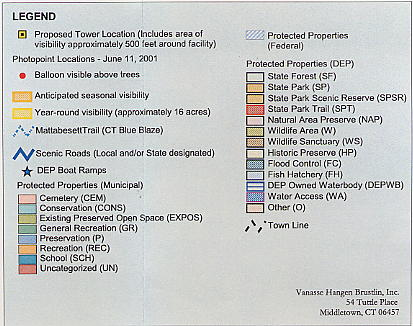 LEGEND
Proposed Tower Location (Includes area of
visibility approximately 500 feet around facility)
Photopoint Locations - June 11, 2001
Balloon visible above trees
Anticipated seasonal visibility
Year-round visibility (approximately 16 acres)
MattabesettTrail (CT Blue Blaze)
Scenic Roads (Local and/or State designated)
DEP Boat Ramps
Protected Properties (Municipal)
Cemetery (CEM)
Conservation (CONS)
Existing Preserved Open Space (EXPOS)
General Recreation (GR)
Preservation (P)
Recreation (REC)
School (SCH)
Uncategorized (UN)
Protected Properties
(Federal)
Protected Properties (DEP)
State Forest (SF)
State Park (SP)
State Park Scenic Reserve (SPSR)
State Park Trail (SPT)
Natural Area Preserve (NAP)
Wildlife Area (W)
Wildlife Sanctuary (WS)
Historic Preserve (HP)
Flood Control (FC)
Fish Hatchery (FH)
DEP Owned Waterbody (DEPWB)
Water Access (WA)
Other (O)
Town Line
Vanasse Hangen Brustlin, Inc.
54 Tuttle Place
Middletown, CT 06457